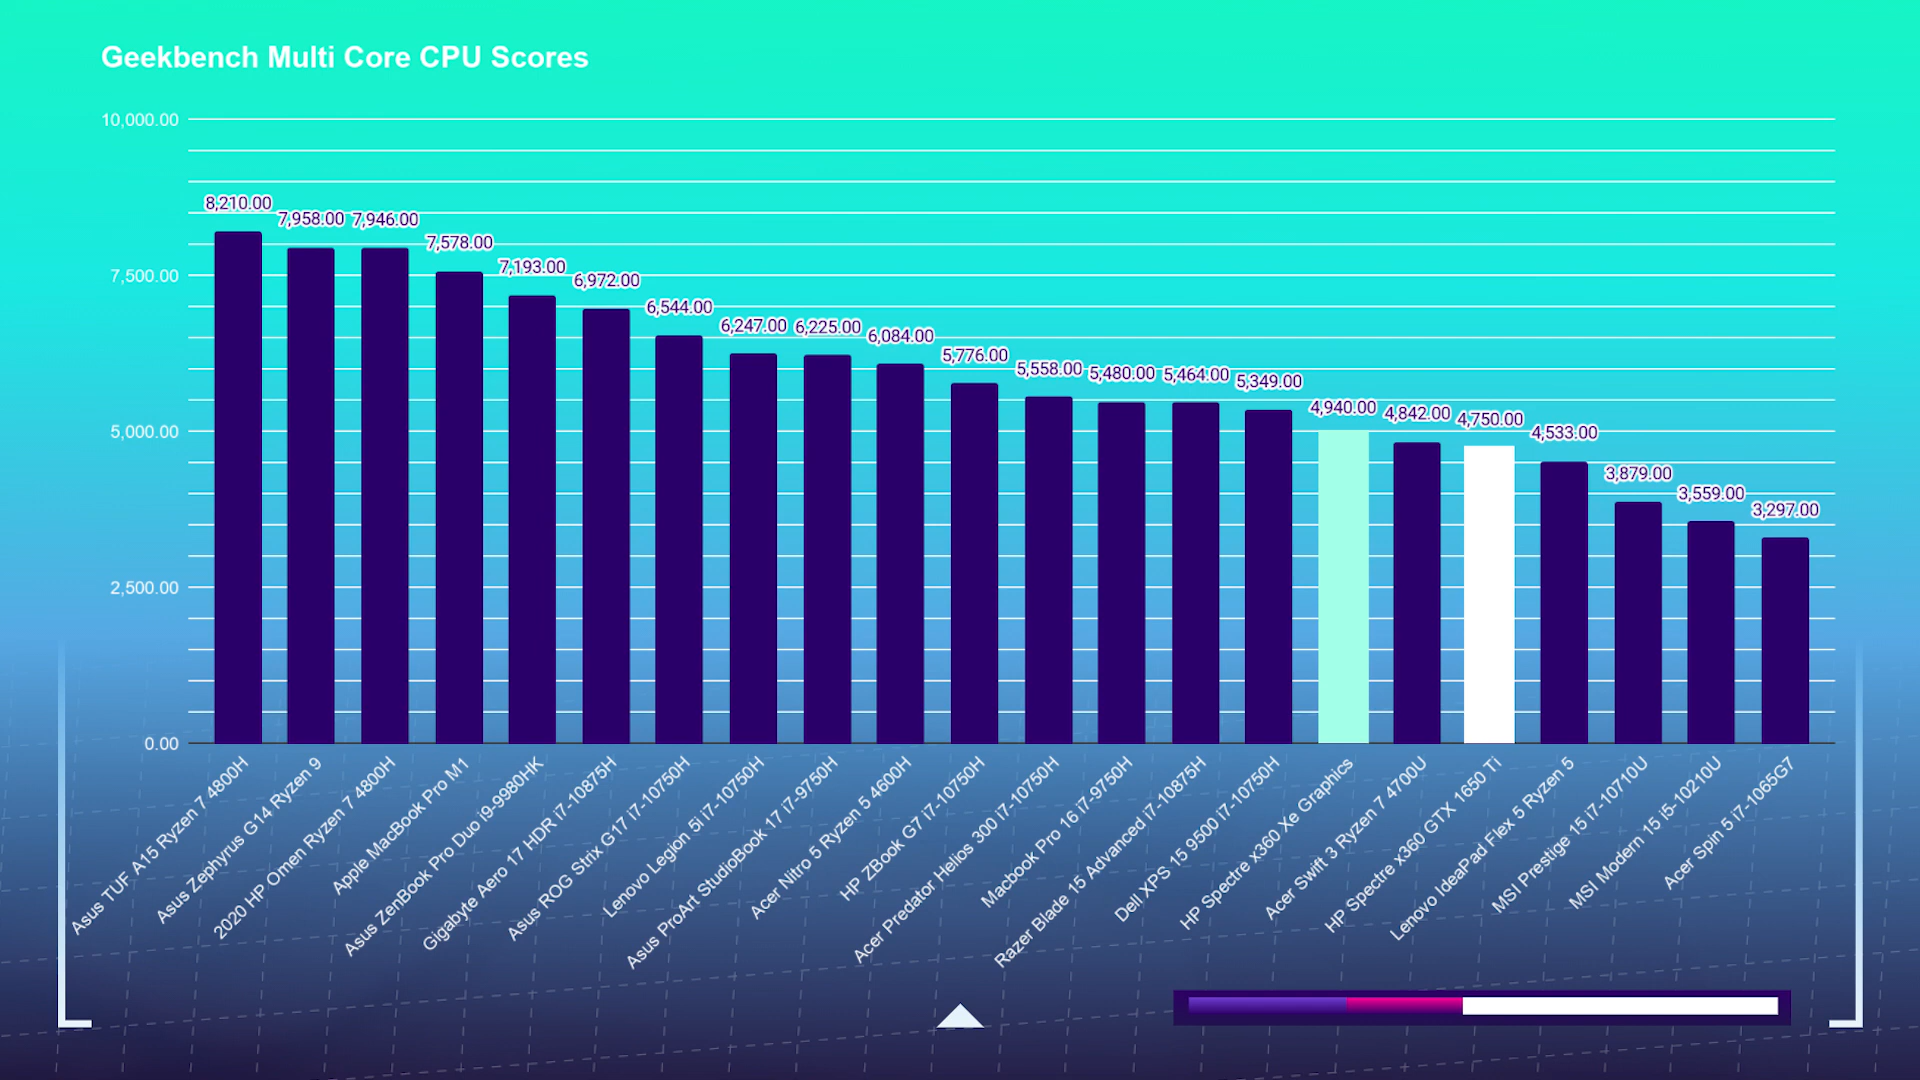 Geekbench Multi Core CPU Scores
10,000.00
7,500.00
5,000.00
2,500.00
0.00
8,210.00
7,958.00
7,946.00
7,578.00
7,193.00
6,972.00
6,544.00
6,247.00
6,225.00
6,084.00
5,776.00
5,558.00
5,480.00
5,464.00
5,349.00
4,940.00
4,842.00
4,750.00
4,533.00
3,879.00
3,559.00
3,297.00
Asus TUF A15 Ryzen 7 4800H
Asus Zephyrus G14 Ryzen 9
2020 HP Omen Ryzen 7 4800H
Apple MacBook Pro M1
Asus ZenBook Pro Duo i9-9980HK
Gigabyte Aero 17 HDR i7-10875H
Asus ROG Strix G17 i7-10750H
Lenovo Legion 5i i7-10750H
Asus ProArt StudioBook 17 i7-9750H
Acer Nitro 5 Ryzen 5 4600H
HP ZBook G7 i7-10750H
Acer Predator Helios 300 i7-10750H
Macbook Pro 16 i7-9750H
Razer Blade 15 Advanced i7-10875H
Dell XPS 15 9500 i7-10750H
HP Spectre x360 Xe Graphics
Acer Swift 3 Ryzen 7 4700U
HP Spectre x360 GTX 1650 Ti
Lenovo IdeaPad Flex 5 Ryzen 5
MSI Prestige 15 i7-10710U
MSI Modern 15 i5-10210U
Acer Spin 5 i7-1065G7